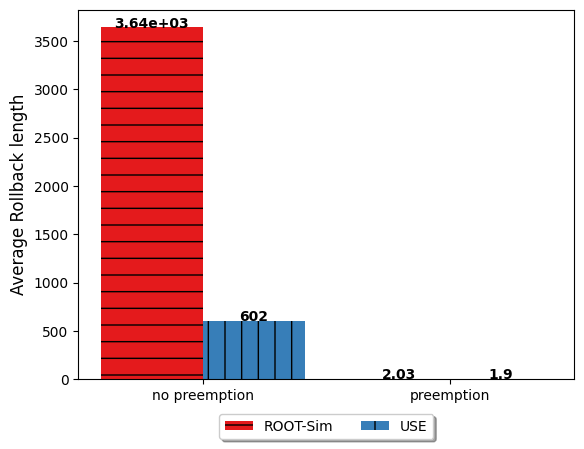 Average Rollback length
3500
3000
2500
2000
1500
1000
500
0
3.64e+03
602
2.03
1.9
no preemption
preemption
ROOT-Sim
USE